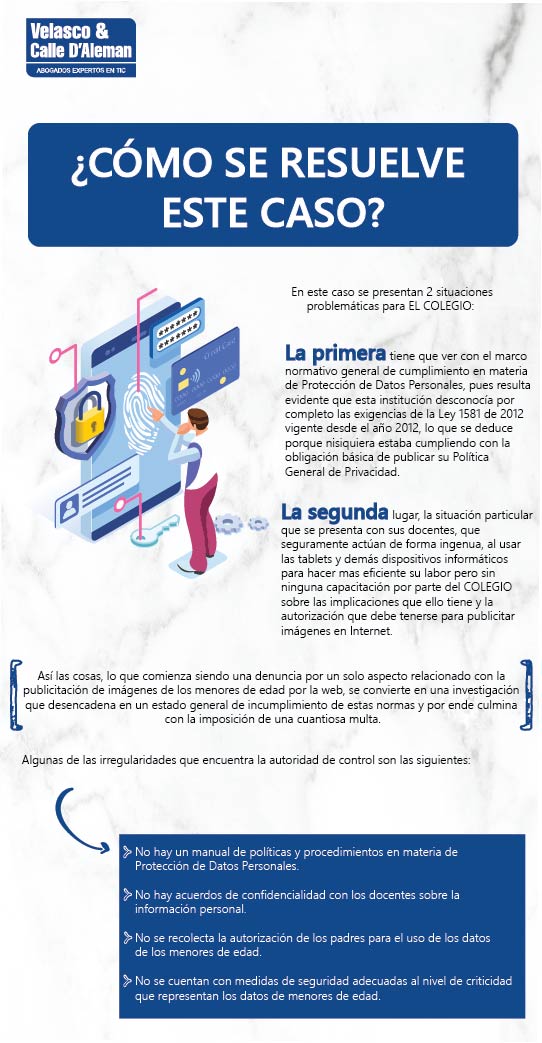 Velasco &
Calle D'Aleman
ABOGADOS EXPERTOS EN TIC
¿CÓMO SE RESUELVE
ESTE CASO?
En este caso se presentan 2 situaciones
problemáticas para EL COLEGIO:
La primera tiene que ver con el marco
normativo general de cumplimiento en materia
de Protección de Datos Personales, pues resulta
evidente que esta institución desconocía por
completo las exigencias de la Ley 1581 de 2012
vigente desde el año 2012, lo que se deduce
porque nisiquiera estaba cumpliendo con la
obligación básica de publicar su Política
General de Privacidad.
Credit Card
La segunda lugar, la situación particular
que se presenta con sus docentes, que
seguramente actúan de forma ingenua, al usar
las tablets y demás dispositivos informáticos
para hacer mas eficiente su labor pero sin
ninguna capacitación por parte del COLEGIO
sobre las implicaciones que ello tiene y la
autorización que debe tenerse para publicitar
imágenes en Internet.
Así las cosas, lo que comienza siendo una denuncia por un solo aspecto relacionado con la
publicitación de imágenes de los menores de edad por la web, se convierte en una investigación
que desencadena en un estado general de incumplimiento de estas normas y por ende culmina
con la imposición de una cuantiosa multa.
Algunas de las irregularidades que encuentra la autoridad de control son las siguientes:
No hay un manual de políticas y procedimientos en materia de
Protección de Datos Personales.
No hay acuerdos de confidencialidad con los docentes sobre la
información personal.
No se recolecta la autorización de los padres para el uso de los datos
de los menores de edad.
No se cuentan con medidas de seguridad adecuadas al nivel de criticidad
que representan los datos de menores de edad.